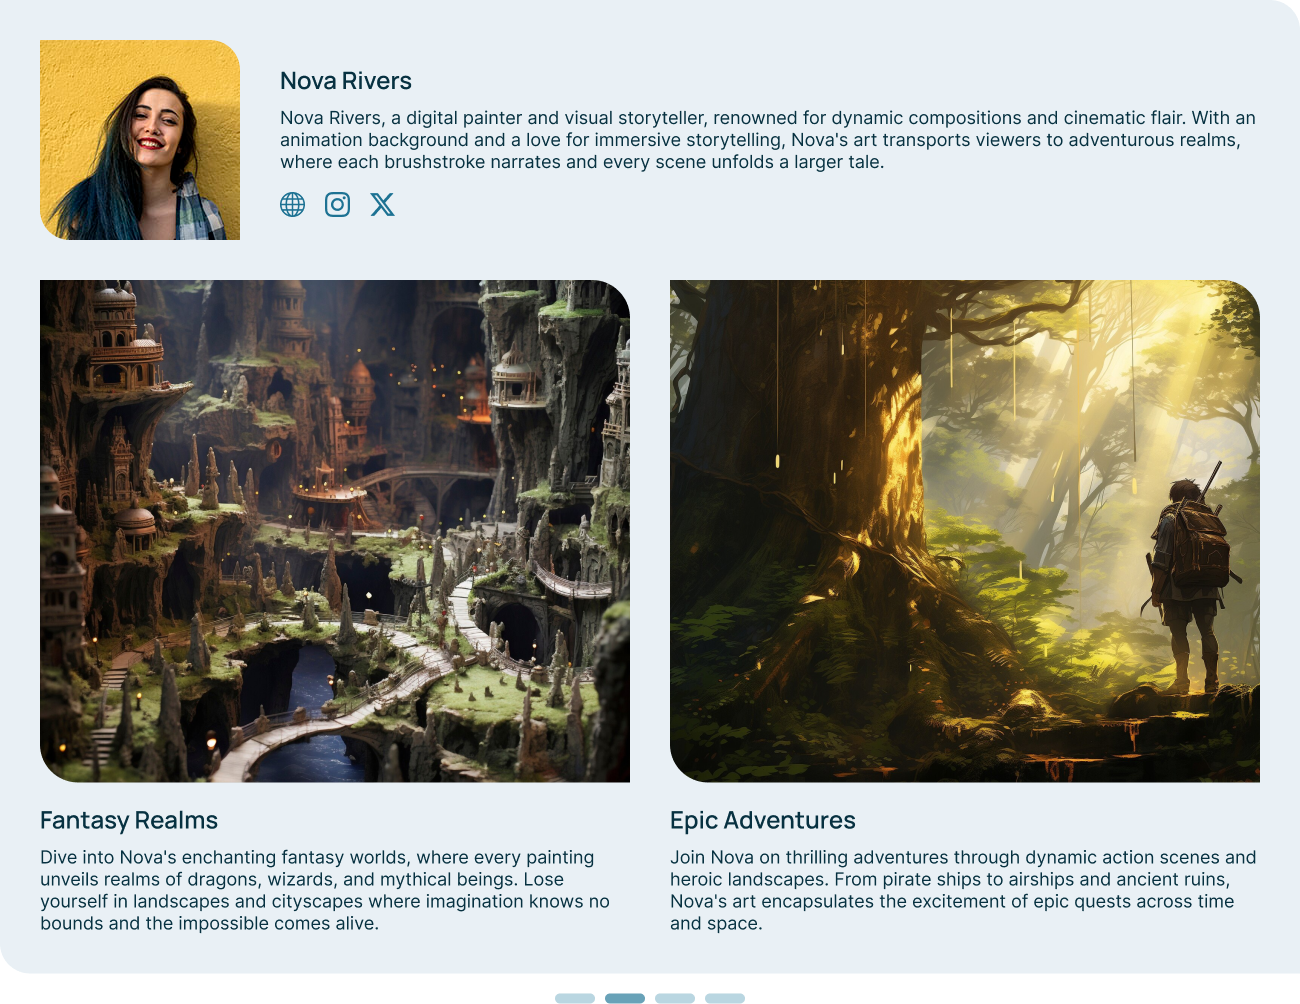 Nova Rivers
Nova Rivers, a digital painter and visual storyteller, renowned for dynamic compositions and cinematic flair. With an
animation background and a love for immersive storytelling, Nova's art transports viewers to adventurous realms,
where each brushstroke narrates and every scene unfolds a larger tale.
Fantasy Realms
Dive into Nova's enchanting fantasy worlds, where every painting
unveils realms of dragons, wizards, and mythical beings. Lose
yourself in landscapes and cityscapes where imagination knows no
bounds and the impossible comes alive.
Epic Adventures
Join Nova on thrilling adventures through dynamic action scenes and
heroic landscapes. From pirate ships to airships and ancient ruins,
Nova's art encapsulates the excitement of epic quests across time
and space.